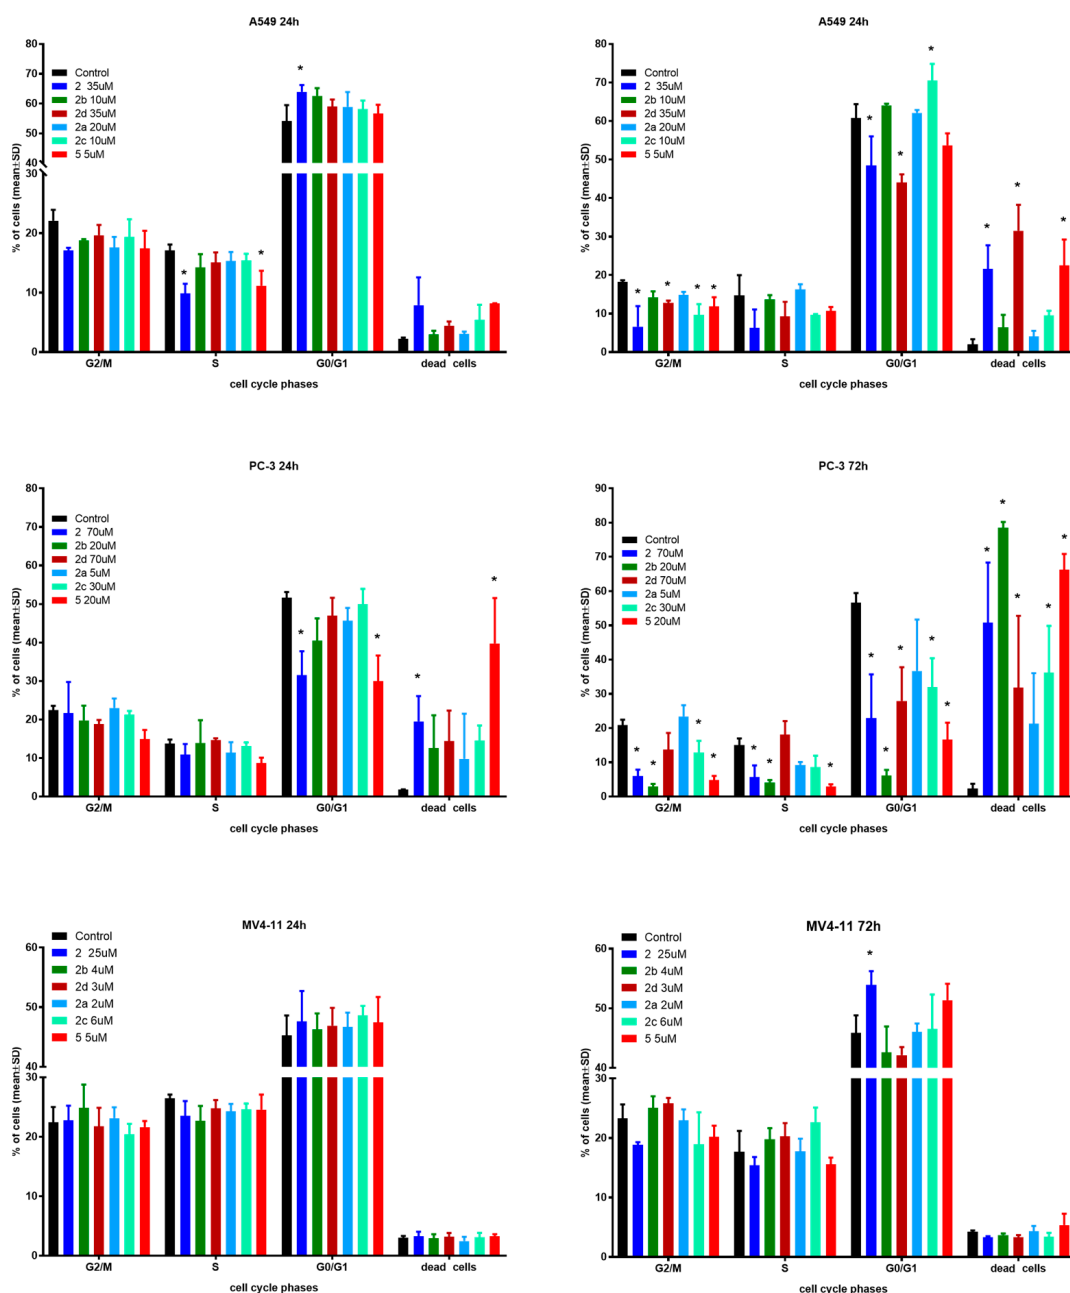 A549 24h
% of cells (mean±SD)
80
70
60
50
40
30
20
10
0
Control
2 35uM
2b 10uM
2d 35uM
2a 20uM
2c 10uM
5 5uM
*
*
*
G2/M S G0/G1 dead cells
cell cycle phases
A549 24h
% of cells (mean±SD)
80
70
60
50
40
30
20
10
0
Control
2 35uM
2b 10uM
2d 35uM
2a 20uM
2c 10uM
5 5uM
* * * *
* * *
* *
G2/M S G0/G1 dead cells
cell cycle phases
PC-3 24h
% of cells (mean±SD)
80
70
60
50
40
30
20
10
0
Control
2 70uM
2b 20uM
2d 70uM
2a 5uM
2c 30uM
5 20uM
* *
* *
G2/M S G0/G1 dead cells
cell cycle phases
PC-3 72h
% of cells (mean±SD)
90
80
70
60
50
40
30
20
10
0
Control
2 70uM
2b 20uM
2d 70uM
2a 5uM
2c 30uM
5 20uM
* * * *
* * *
* * * * *
* * * * *
G2/M S G0/G1 dead cells
cell cycle phases
MV4-11 24h
% of cells (mean±SD)
60
50
40
30
20
10
0
Control
2 25uM
2b 4uM
2d 3uM
2a 2uM
2c 6uM
5 5uM
G2/M S G0/G1 dead cells
cell cycle phases
MV4-11 72h
% of cells (mean±SD)
60
50
40
30
20
10
0
Control
2 25uM
2b 4uM
2d 3uM
2a 2uM
2c 6uM
5 5uM
*
G2/M S G0/G1 dead cells
cell cycle phases